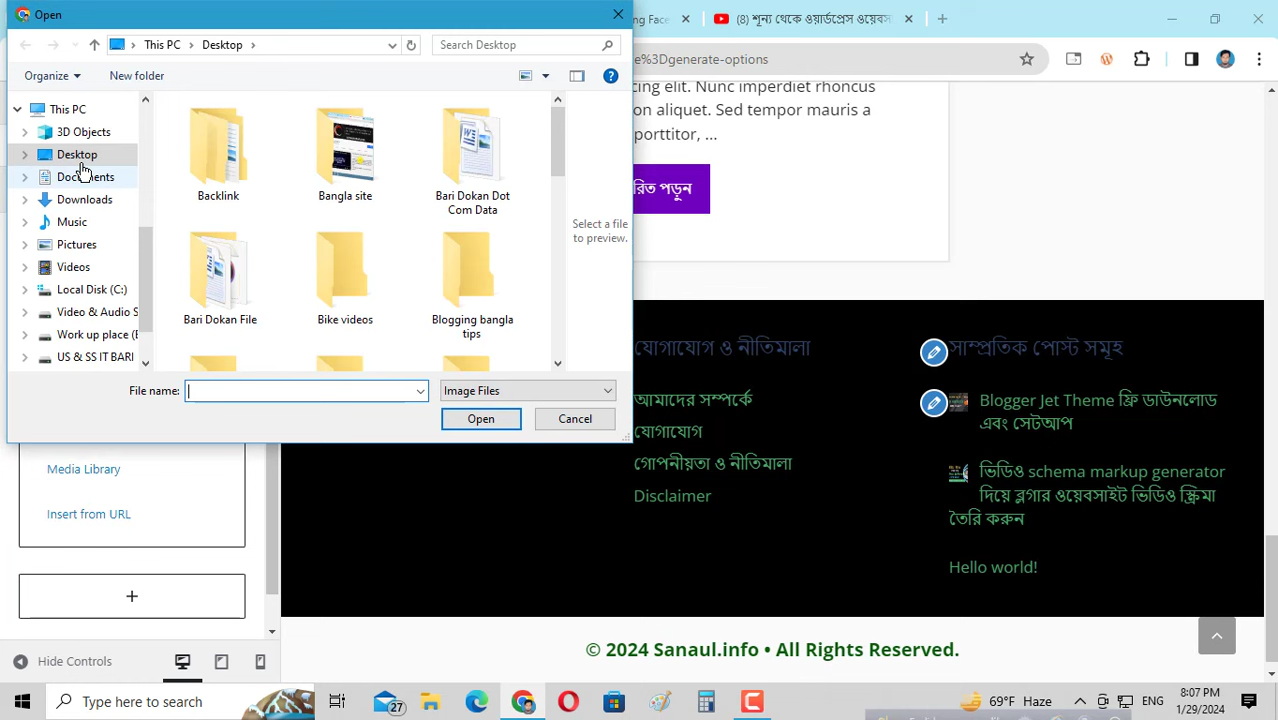 Open
ng Face
(8) শূন্য থেকে ওয়ার্ডপ্রেস ওয়েবস
This PC
Desktop
Search Desktop
e%3Dgenerate-options
Organize
New folder
This PC
3D Objects
Desktop
Documents
Downloads
Music
Pictures
Videos
Local Disk (C:)
Video & Audio S
Work up place (E
US & SS IT BARI
Backlink
Bangla site
Bari Dokan Dot
Com Data
Bari Dokan File
Bike videos
Blogging bangla
tips
Select a file
to preview.
File name:
Image Files
Open
Cancel
cing elit. Nunc imperdiet rhoncus
on aliquet. Sed tempor mauris a
porttitor, ...
রিত পড়ুন
Media Library
Insert from URL
+
Hide Controls
যোগাযোগ ও নীতিমালা
আমাদের সম্পর্কে
যোগাযোগ
গোপনীয়তা ও নীতিমালা
Disclaimer
সাম্প্রতিক পোস্ট সমূহ
Blogger Jet Theme ফ্রি ডাউনলোড
এবং সেটআপ
ভিডিও schema markup generator
দিয়ে ব্লগার ওয়েবসাইট ভিডিও স্ক্রিমা
তৈরি করুন
Hello world!
© 2024 Sanaul.info • All Rights Reserved.
Type here to search
27
69°F Haze
ENG
8:07 PM
1/29/2024